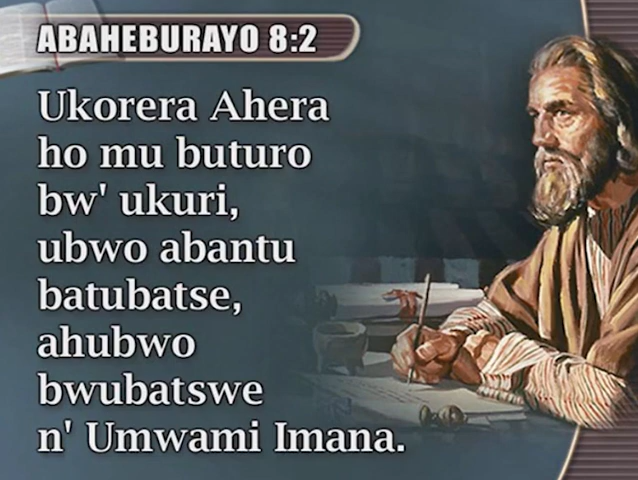 ABAHEBURAYO 8:2
Ukorera Ahera
ho mu buturo
bw' ukuri,
ubwo abantu
batubatse,
ahubwo
bwubatswe
n' Umwami Imana.